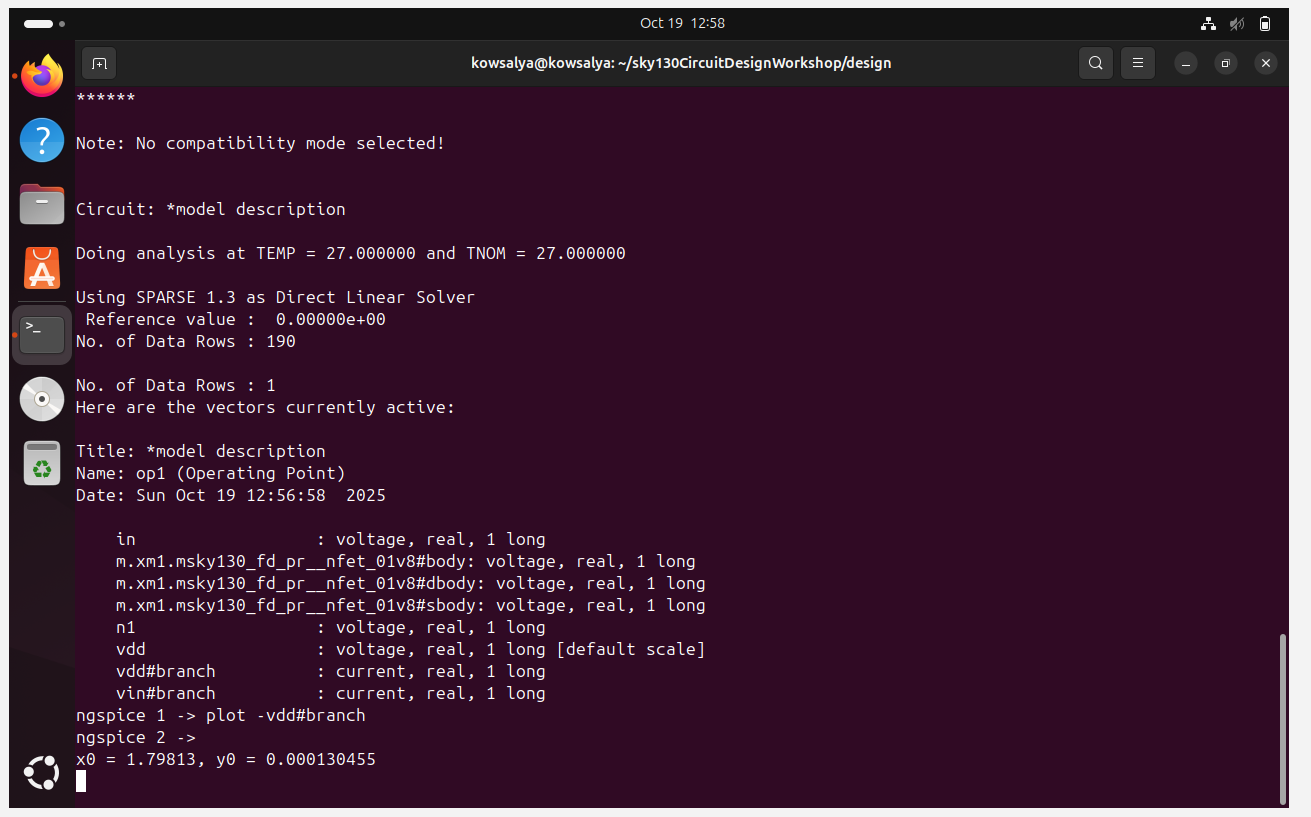 Oct 19 12:58
kowsalya@kowsalya: ~/sky130CircuitDesignWorkshop/design
******
Note: No compatibility mode selected!
Circuit: *model description
Doing analysis at TEMP = 27.000000 and TNOM = 27.000000
Using SPARSE 1.3 as Direct Linear Solver
Reference value :  0.00000e+00
No. of Data Rows : 190
No. of Data Rows : 1
Here are the vectors currently active:
Title: *model description
Name: op1 (Operating Point)
Date: Sun Oct 19 12:56:58  2025
in                  : voltage, real, 1 long
m.xm1.msky130_fd_pr__nfet_01v8#body: voltage, real, 1 long
m.xm1.msky130_fd_pr__nfet_01v8#dbody: voltage, real, 1 long
m.xm1.msky130_fd_pr__nfet_01v8#sbody: voltage, real, 1 long
n1                  : voltage, real, 1 long
vdd                 : voltage, real, 1 long [default scale]
vdd#branch          : current, real, 1 long
vin#branch          : current, real, 1 long
ngspice 1 -> plot -vdd#branch
ngspice 2 ->
x0 = 1.79813, y0 = 0.000130455